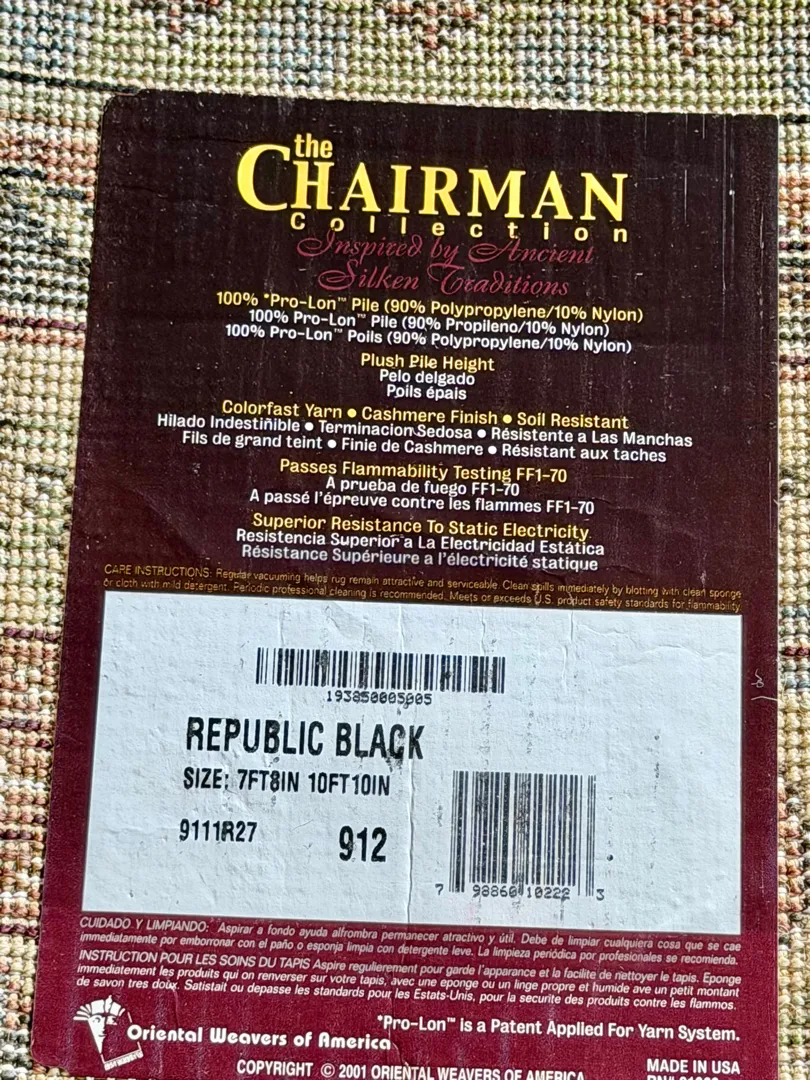 the
CHAIRMAN
Collection
Inspired by Ancient
Silken Traditions
100% *Pro-Lon™ Pile (90% Polypropylene/10% Nylon)
100% Pro-Lon™ Pile (90% Propileno/10% Nylon)
100% Pro-Lon™ Poils (90% Polypropylene/10% Nylon)
Plush Pile Height
Pelo delgado
Poils épais
Colorfast Yarn ● Cashmere Finish ● Soil Resistant
Hilado Indestiñible ● Terminacion Sedosa ● Résistente a Las Manchas
Fils de grand teint ● Finie de Cashmere ● Résistant aux taches
Passes Flammability Testing FF1-70
A prueba de fuego FF1-70
A passé l'épreuve contre les flammes FF1-70
Superior Resistance To Static Electricity
Resistencia Superior a La Electricidad Estática
Résistance Supérieure a l'électricité statique
CARE INSTRUCTIONS: Regular vacuuming helps rug remain attractive and serviceable. Clean spills immediately by blotting with clean sponge
or cloth with mild detergent. Periodic professional cleaning is recommended. Meets or exceeds U.S. product safety standards for flammability.
193850005005
REPUBLIC BLACK
SIZE: 7FT8IN 10FT10IN
9111R27
912
7 98860 10222 3
CUIDADO Y LIMPIANDO: Aspirar a fondo ayuda alfrombra permanecer atractivo y útil. Debe de limpiar cualquiera cosa que se cae
immediatamente por emborronar con el paño o esponja limpia con detergente leve. La limpieza periódica por profesionales se recomienda.
INSTRUCTION POUR LES SOINS DU TAPIS Aspire regulierement pour garde l'apparance et la facilite de nettoyer le tapis. Eponge
immediatement les produits qui on renverser sur votre tapis, avec une eponge ou un linge propre et humide ave un petit montant
de savon tres doux. Satistait ou depasse les standards pour les Estats-Unis, pour la securite des produits contre les flammos.
*Pro-Lon™ is a Patent Applied For Yarn System.
Oriental Weavers of America
COPYRIGHT © 2001 ORIENTAL WEAVERS OF AMERICA
MADE IN USA